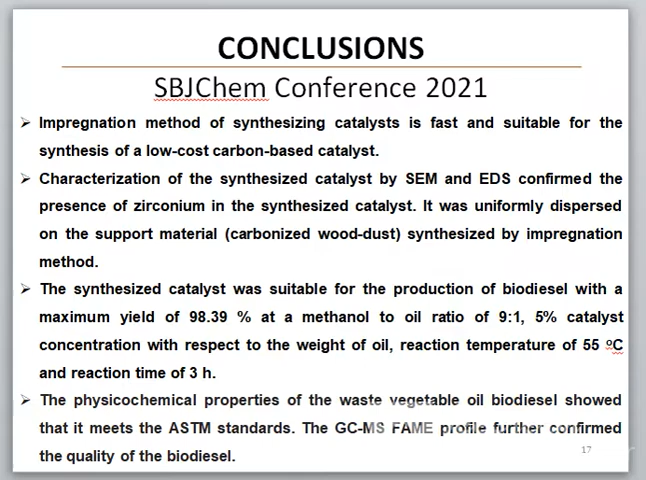 CONCLUSIONS
SBJChem Conference 2021
➢ Impregnation method of synthesizing catalysts is fast and suitable for the
synthesis of a low-cost carbon-based catalyst.
➢ Characterization of the synthesized catalyst by SEM and EDS confirmed the
presence of zirconium in the synthesized catalyst. It was uniformly dispersed
on the support material (carbonized wood-dust) synthesized by impregnation
method.
➢ The synthesized catalyst was suitable for the production of biodiesel with a
maximum yield of 98.39 % at a methanol to oil ratio of 9:1, 5% catalyst
concentration with respect to the weight of oil, reaction temperature of 55 ºC
and reaction time of 3 h.
➢ The physicochemical properties of the waste vegetable oil biodiesel showed
that it meets the ASTM standards. The GC-MS FAME profile further confirmed
the quality of the biodiesel.
17